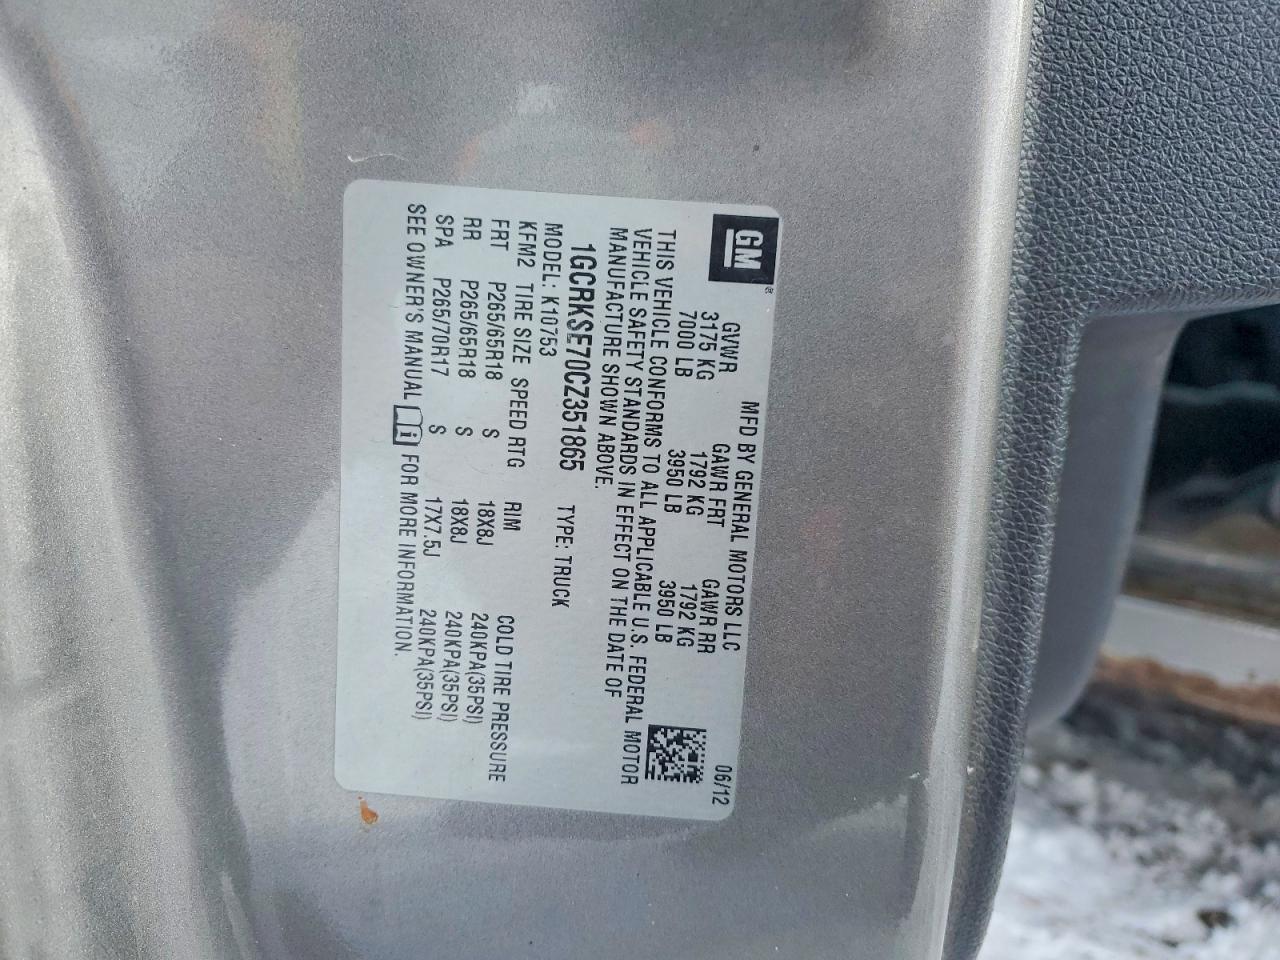 GM
MFD BY GENERAL MOTORS LLC 06/12
GVWR GAWR FRT GAWR RR
3175 KG 1792 KG 1792 KG
7000 LB 3950 LB 3950 LB
THIS VEHICLE CONFORMS TO ALL APPLICABLE U.S. FEDERAL MOTOR
VEHICLE SAFETY STANDARDS IN EFFECT ON THE DATE OF
MANUFACTURE SHOWN ABOVE.
1GCRKSE70CZ351865 TYPE: TRUCK
MODEL: K10753
KFM2 TIRE SIZE SPEED RTG RIM COLD TIRE PRESSURE
FRT P265/65R18 S 18X8J 240KPA(35PSI)
RR P265/65R18 S 18X8J 240KPA(35PSI)
SPA P265/70R17 S 17X7.5J 240KPA(35PSI)
SEE OWNER'S MANUAL i FOR MORE INFORMATION.